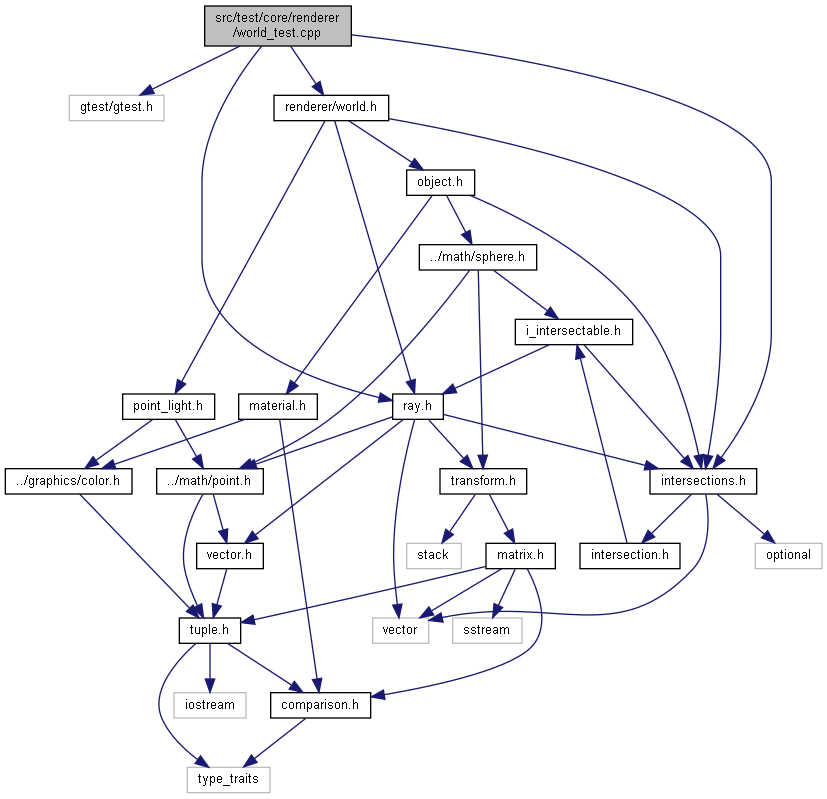 src/test/core/renderer
/world_test.cpp
gtest/gtest.h
renderer/world.h
object.h
../math/sphere.h
i_intersectable.h
point_light.h
material.h
ray.h
../graphics/color.h
../math/point.h
transform.h
intersections.h
vector.h
stack
matrix.h
intersection.h
optional
tuple.h
vector
sstream
iostream
comparison.h
type_traits